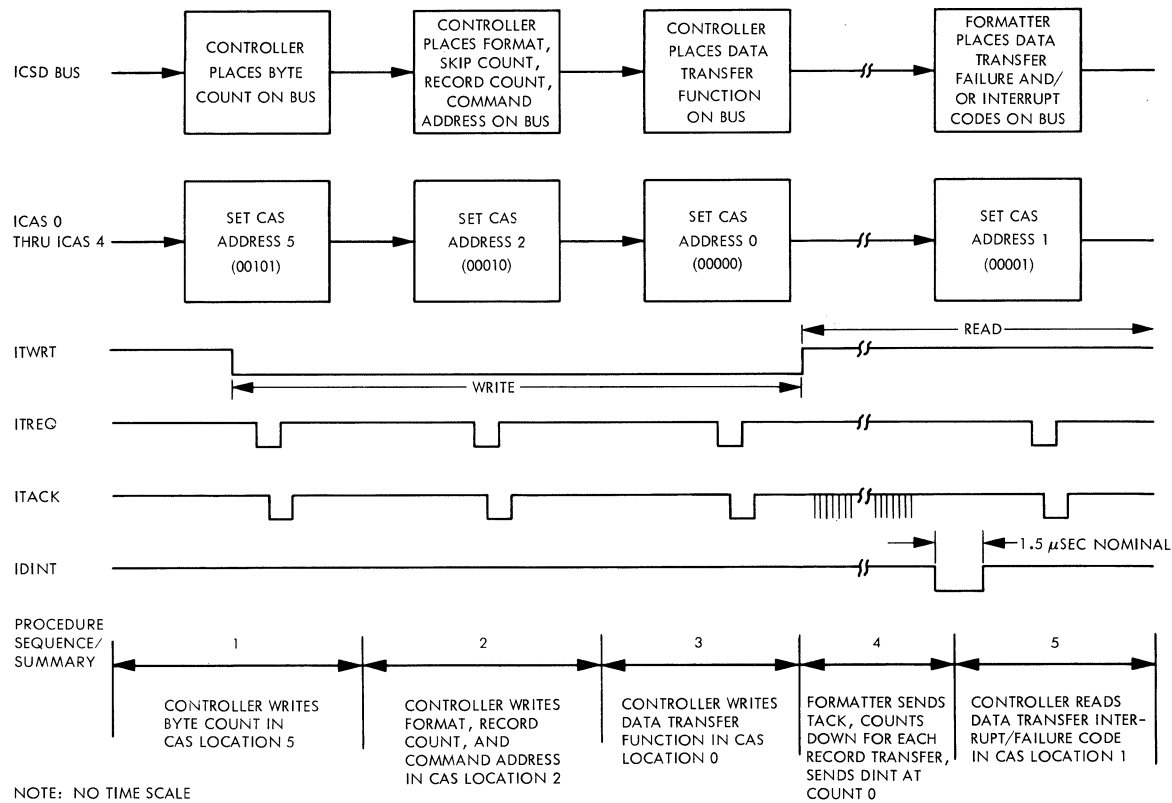 ICSD BUS
CONTROLLER
PLACES BYTE
COUNT ON BUS
CONTROLLER
PLACES FORMAT,
SKIP COUNT,
RECORD COUNT,
COMMAND
ADDRESS ON BUS
CONTROLLER
PLACES DATA
TRANSFER
FUNCTION
ON BUS
FORMATTER
PLACES DATA
TRANSFER
FAILURE AND/
OR INTERRUPT
CODES ON BUS
ICAS 0
THRU ICAS 4
SET CAS
ADDRESS 5
(00101)
SET CAS
ADDRESS 2
(00010)
SET CAS
ADDRESS 0
(00000)
SET CAS
ADDRESS 1
(00001)
READ
ITWRT
WRITE
ITREQ
ITACK
1.5 µSEC NOMINAL
IDINT
PROCEDURE
SEQUENCE/
SUMMARY
1
2
3
4
5
CONTROLLER WRITES
BYTE COUNT IN
CAS LOCATION 5
CONTROLLER WRITES
FORMAT, RECORD
COUNT, AND
COMMAND ADDRESS
IN CAS LOCATION 2
CONTROLLER WRITES
DATA TRANSFER
FUNCTION IN CAS
LOCATION 0
FORMATTER SENDS
TACK, COUNTS
DOWN FOR EACH
RECORD TRANSFER,
SENDS DINT AT
COUNT 0
CONTROLLER READS
DATA TRANSFER INTER-
RUPT/FAILURE CODE
IN CAS LOCATION 1
NOTE: NO TIME SCALE